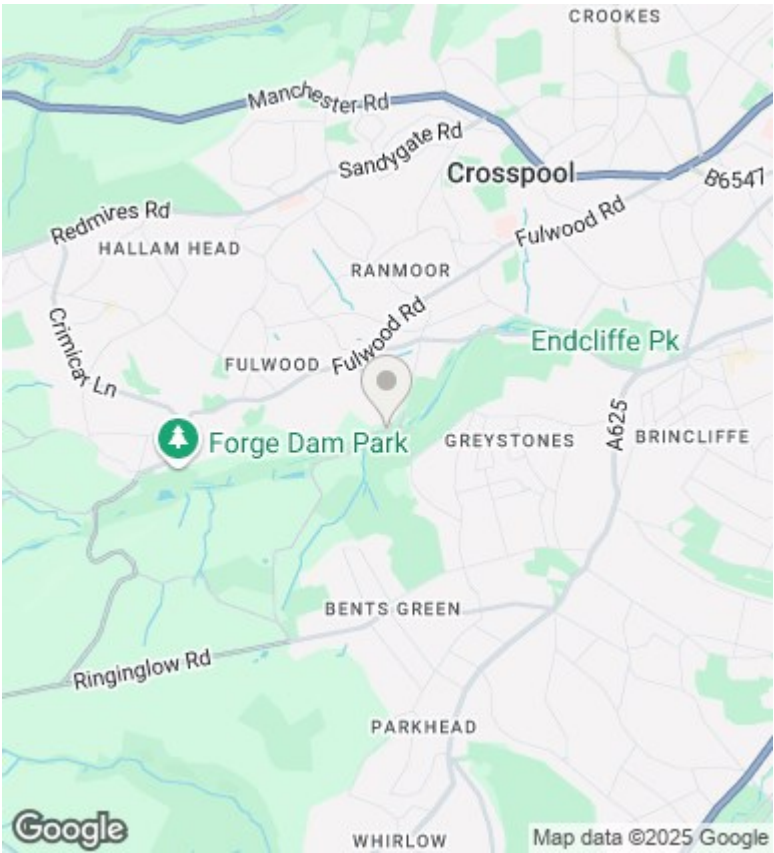 CROOKES
Manchester Rd
Sandygate Rd
Crosspool
B6547
Redmires Rd
Fulwood Rd
HALLAM HEAD
RANMOOR
Crimicar Ln
Fulwood Rd
Endcliffe Pk
FULWOOD
A625
Forge Dam Park
GREYSTONES
BRINCLIFFE
BENTS GREEN
Ringinglow Rd
PARKHEAD
Google
WHIRLOW
Map data ©2025 Google